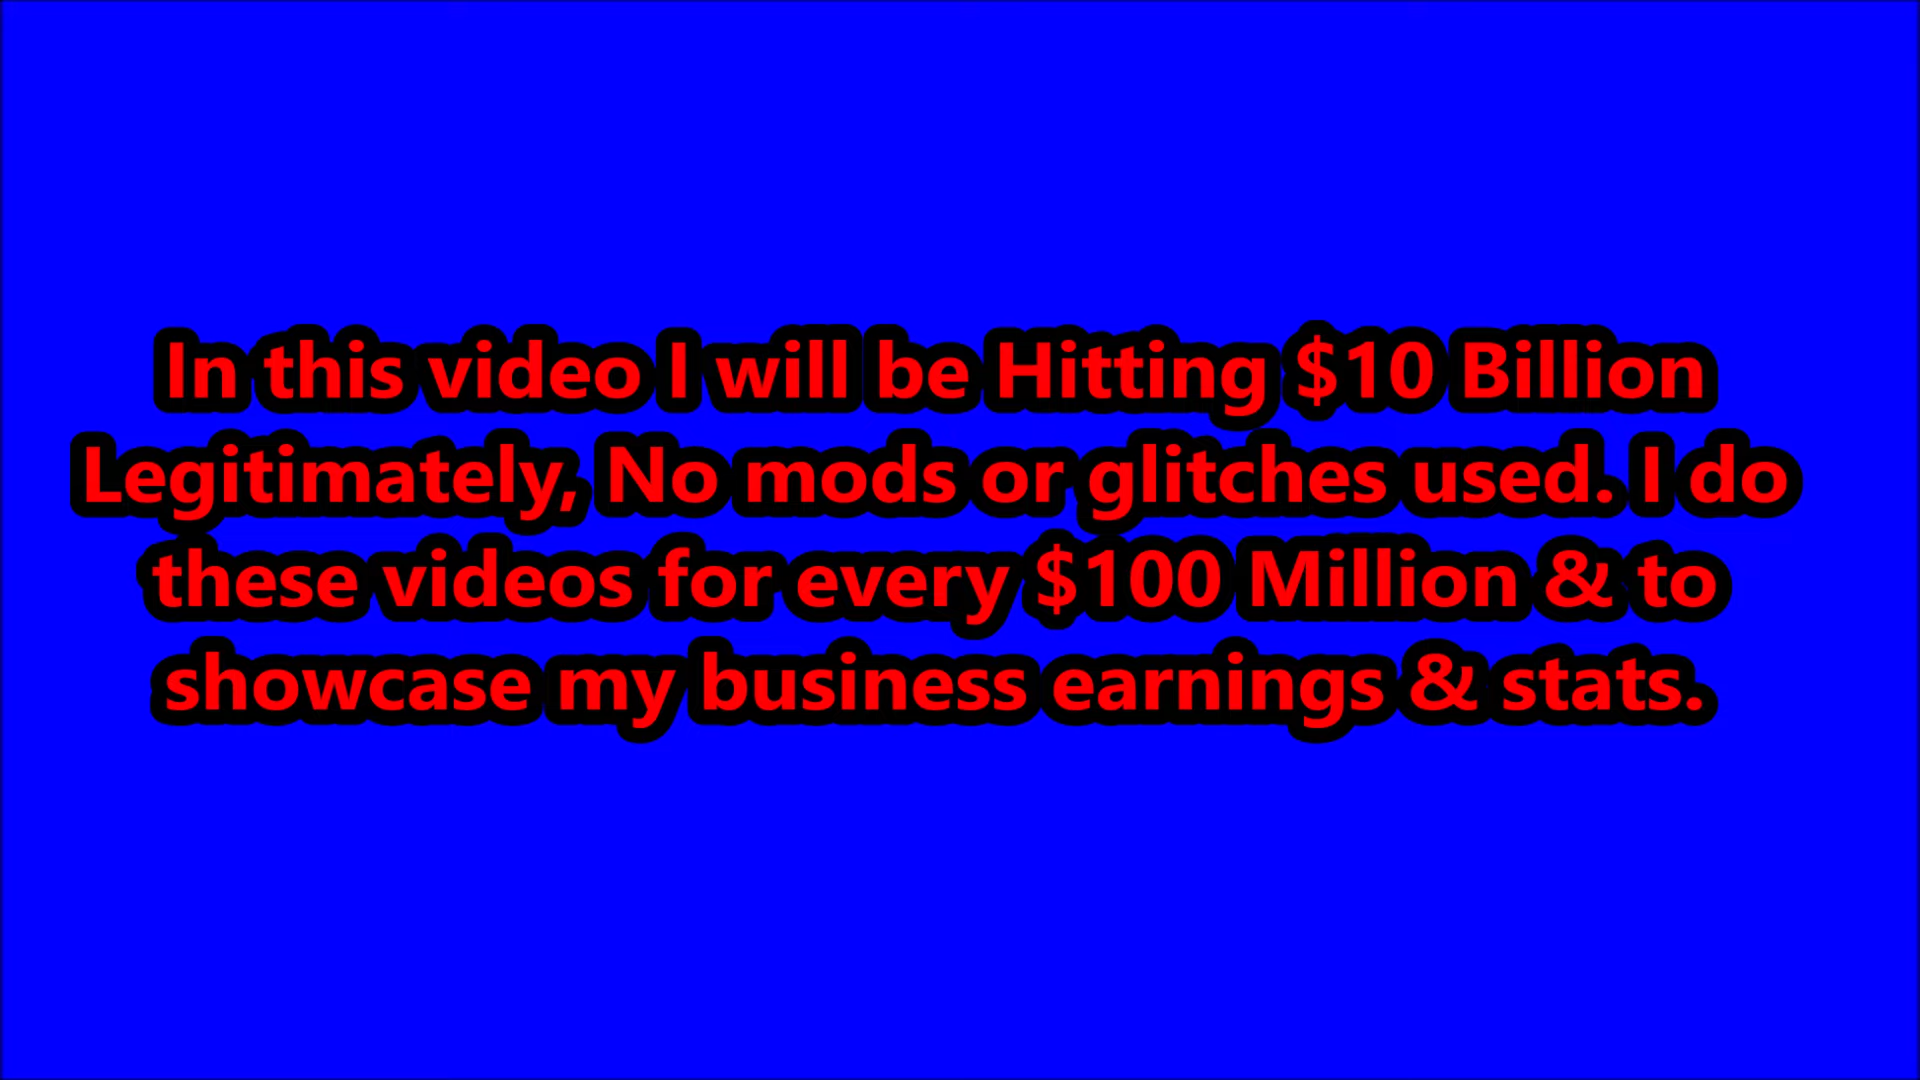 In this video I will be Hitting $10 Billion
Legitimately, No mods or glitches used. I do
these videos for every $100 Million & to
showcase my business earnings & stats.